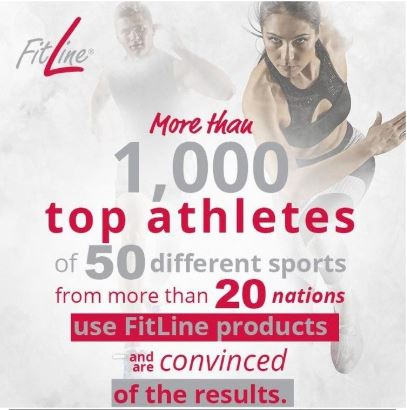 FitLine®
More than
1,000
top athletes
of 50 different sports
from more than 20 nations
use FitLine products
and are convinced
of the results.